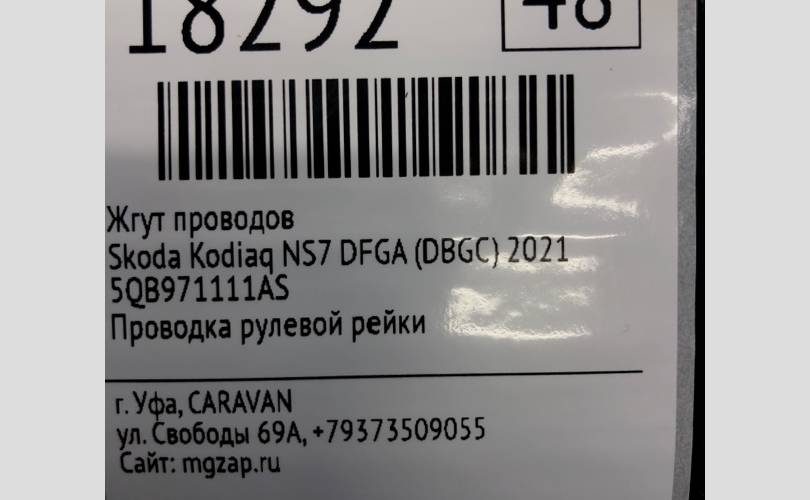 18292
48
Жгут проводов
Skoda Kodiaq NS7 DFGA (DBGC) 2021
5QB971111AS
Проводка рулевой рейки
г. Уфа, CARAVAN
ул. Свободы 69А, +79373509055
Сайт: mgzap.ru